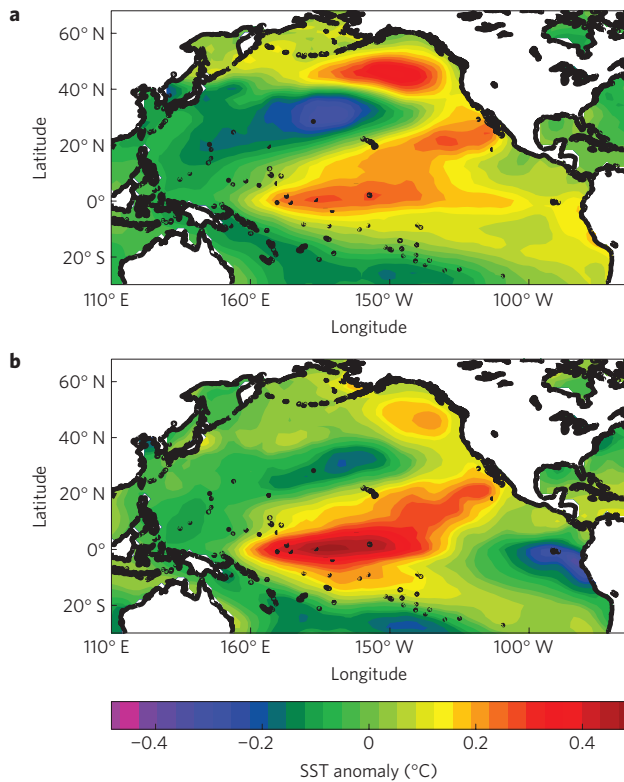 a
60° N
40° N
20° N
0°
20° S
Latitude
110° E
160° E
150° W
100° W
Longitude
b
60° N
40° N
20° N
0°
20° S
Latitude
110° E
160° E
150° W
100° W
Longitude
−0.4
−0.2
0
0.2
0.4
SST anomaly (°C)